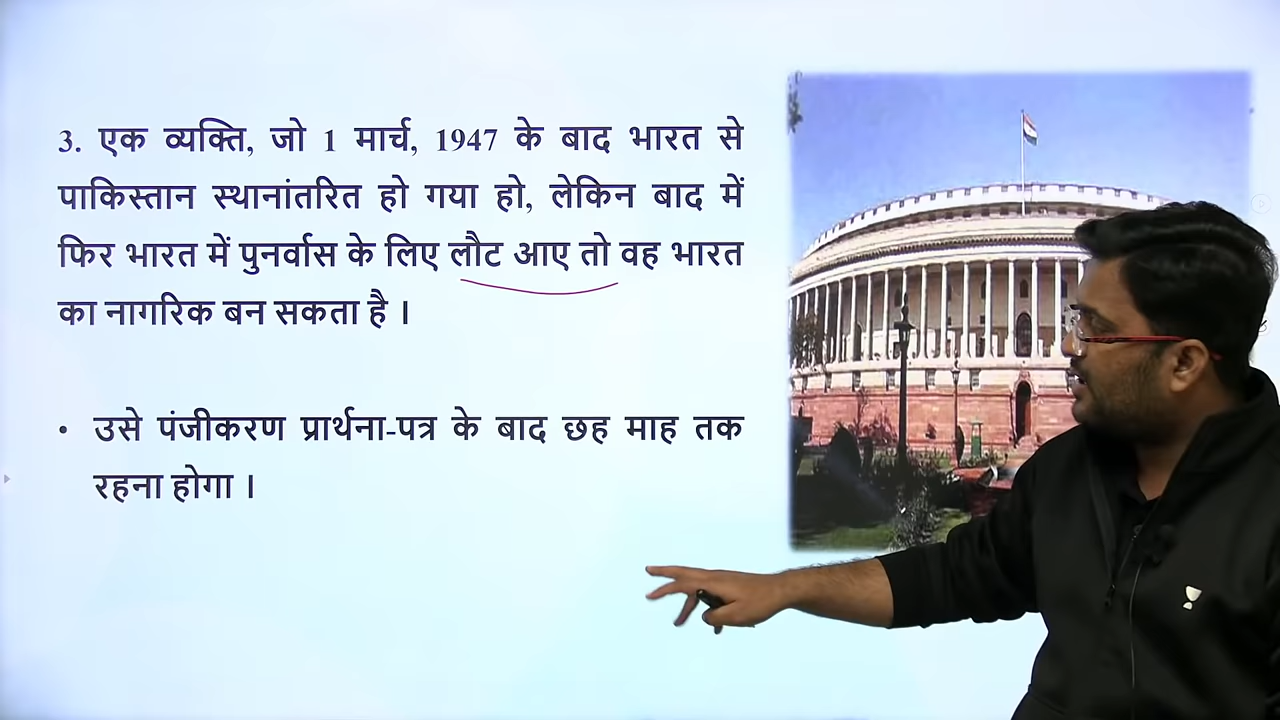 3. एक व्यक्ति, जो 1 मार्च, 1947 के बाद भारत से
पाकिस्तान स्थानांतरित हो गया हो, लेकिन बाद में
फिर भारत में पुनर्वास के लिए लौट आए तो वह भारत
का नागरिक बन सकता है ।
• उसे पंजीकरण प्रार्थना-पत्र के बाद छह माह तक
रहना होगा ।